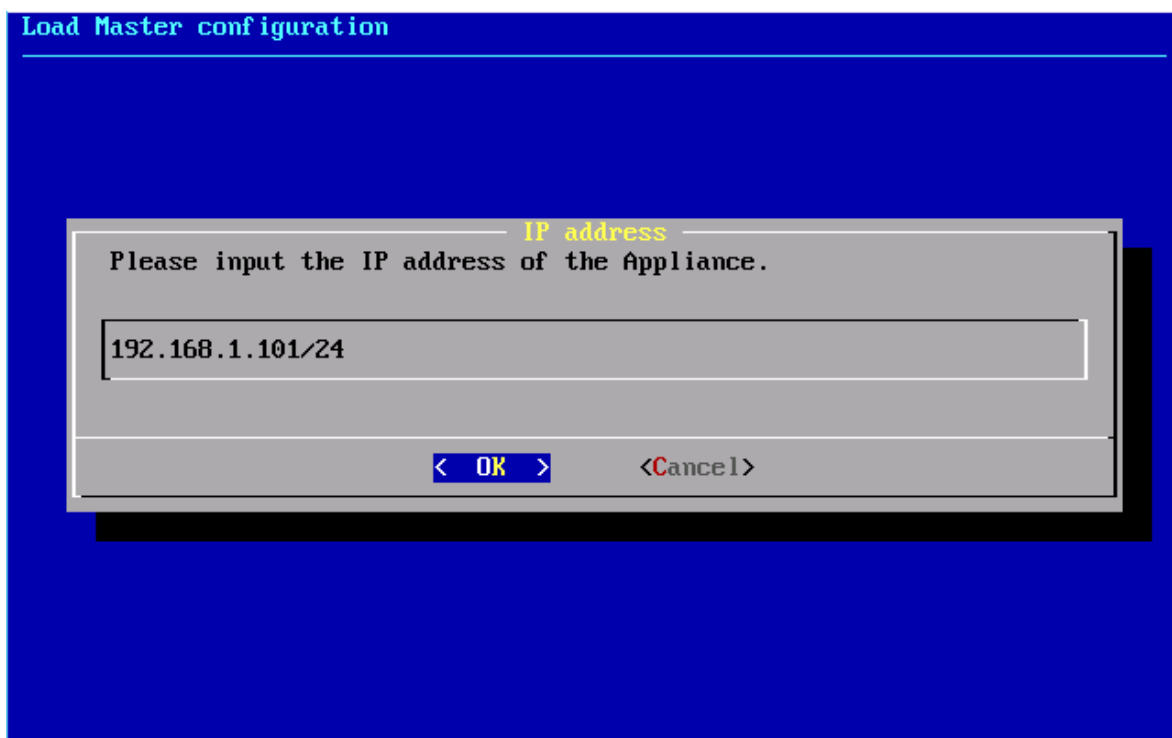 Load Master configuration
IP address
Please input the IP address of the Appliance.
192.168.1.101/24
< OK > <Cancel>